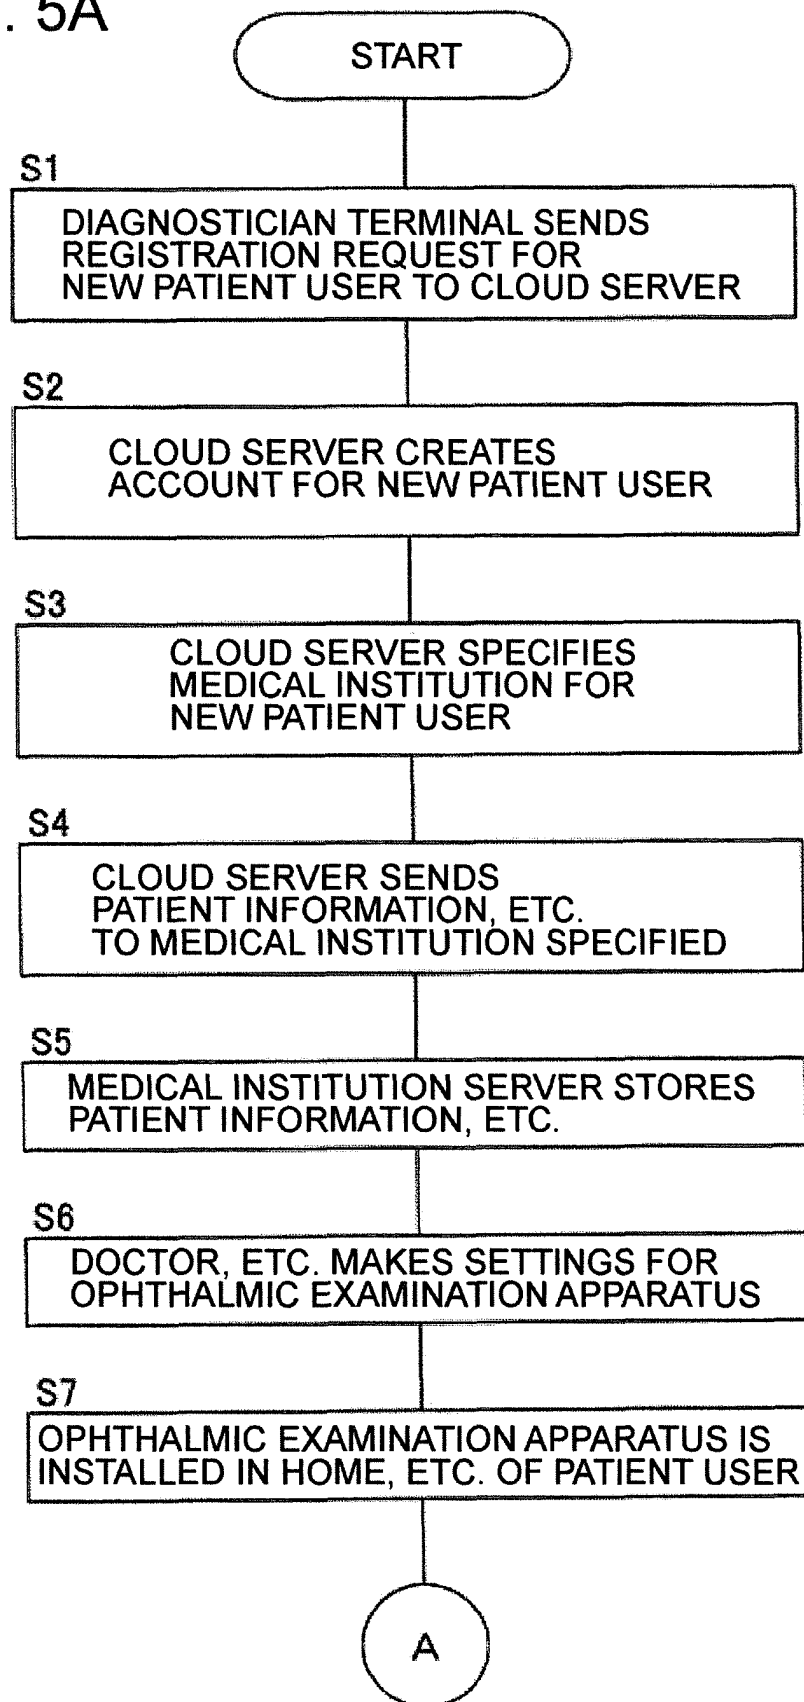 . 5A
START
S1
DIAGNOSTICIAN TERMINAL SENDS
REGISTRATION REQUEST FOR
NEW PATIENT USER TO CLOUD SERVER
S2
CLOUD SERVER CREATES
ACCOUNT FOR NEW PATIENT USER
S3
CLOUD SERVER SPECIFIES
MEDICAL INSTITUTION FOR
NEW PATIENT USER
S4
CLOUD SERVER SENDS
PATIENT INFORMATION, ETC.
TO MEDICAL INSTITUTION SPECIFIED
S5
MEDICAL INSTITUTION SERVER STORES
PATIENT INFORMATION, ETC.
S6
DOCTOR, ETC. MAKES SETTINGS FOR
OPHTHALMIC EXAMINATION APPARATUS
S7
OPHTHALMIC EXAMINATION APPARATUS IS
INSTALLED IN HOME, ETC. OF PATIENT USER
A